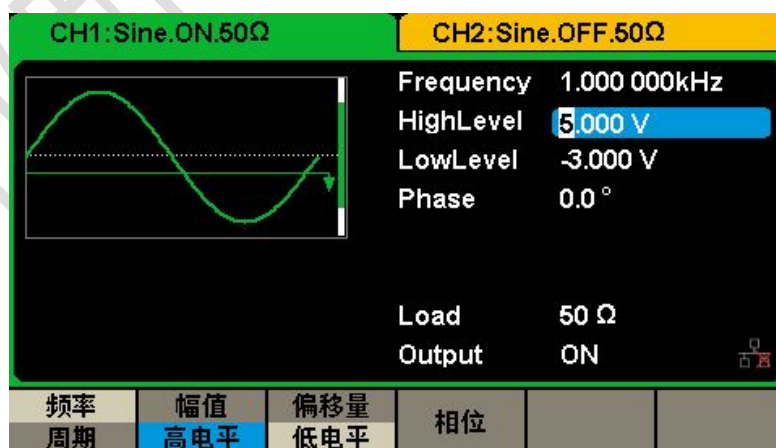 CH1:Sine.ON.50Ω CH2:Sine.OFF.50Ω
Frequency 1.000 000kHz
HighLevel 5.000 V
LowLevel -3.000 V
Phase 0.0 °
Load 50 Ω
Output ON
频率 幅值 偏移量 相位
周期 高电平 低电平